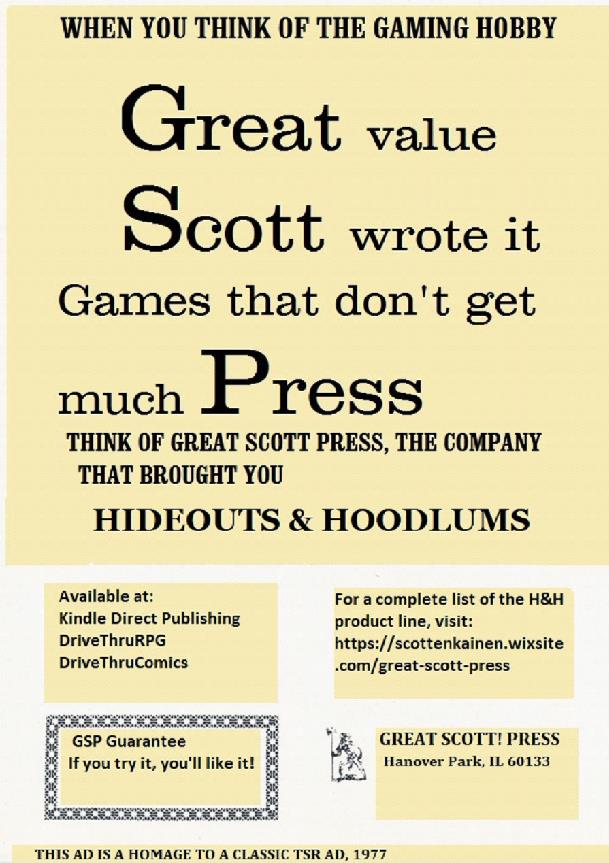 WHEN YOU THINK OF THE GAMING HOBBY
Great value
Scott wrote it
Games that don't get
much Press
THINK OF GREAT SCOTT PRESS, THE COMPANY
THAT BROUGHT YOU
HIDEOUTS & HOODLUMS
Available at:
Kindle Direct Publishing
DriveThruRPG
DriveThruComics
For a complete list of the H&H
product line, visit:
https://scottenkainen.wixsite
.com/great-scott-press
GSP Guarantee
If you try it, you'll like it!
GREAT SCOTT! PRESS
Hanover Park, IL 60133
THIS AD IS A HOMAGE TO A CLASSIC TSR AD, 1977